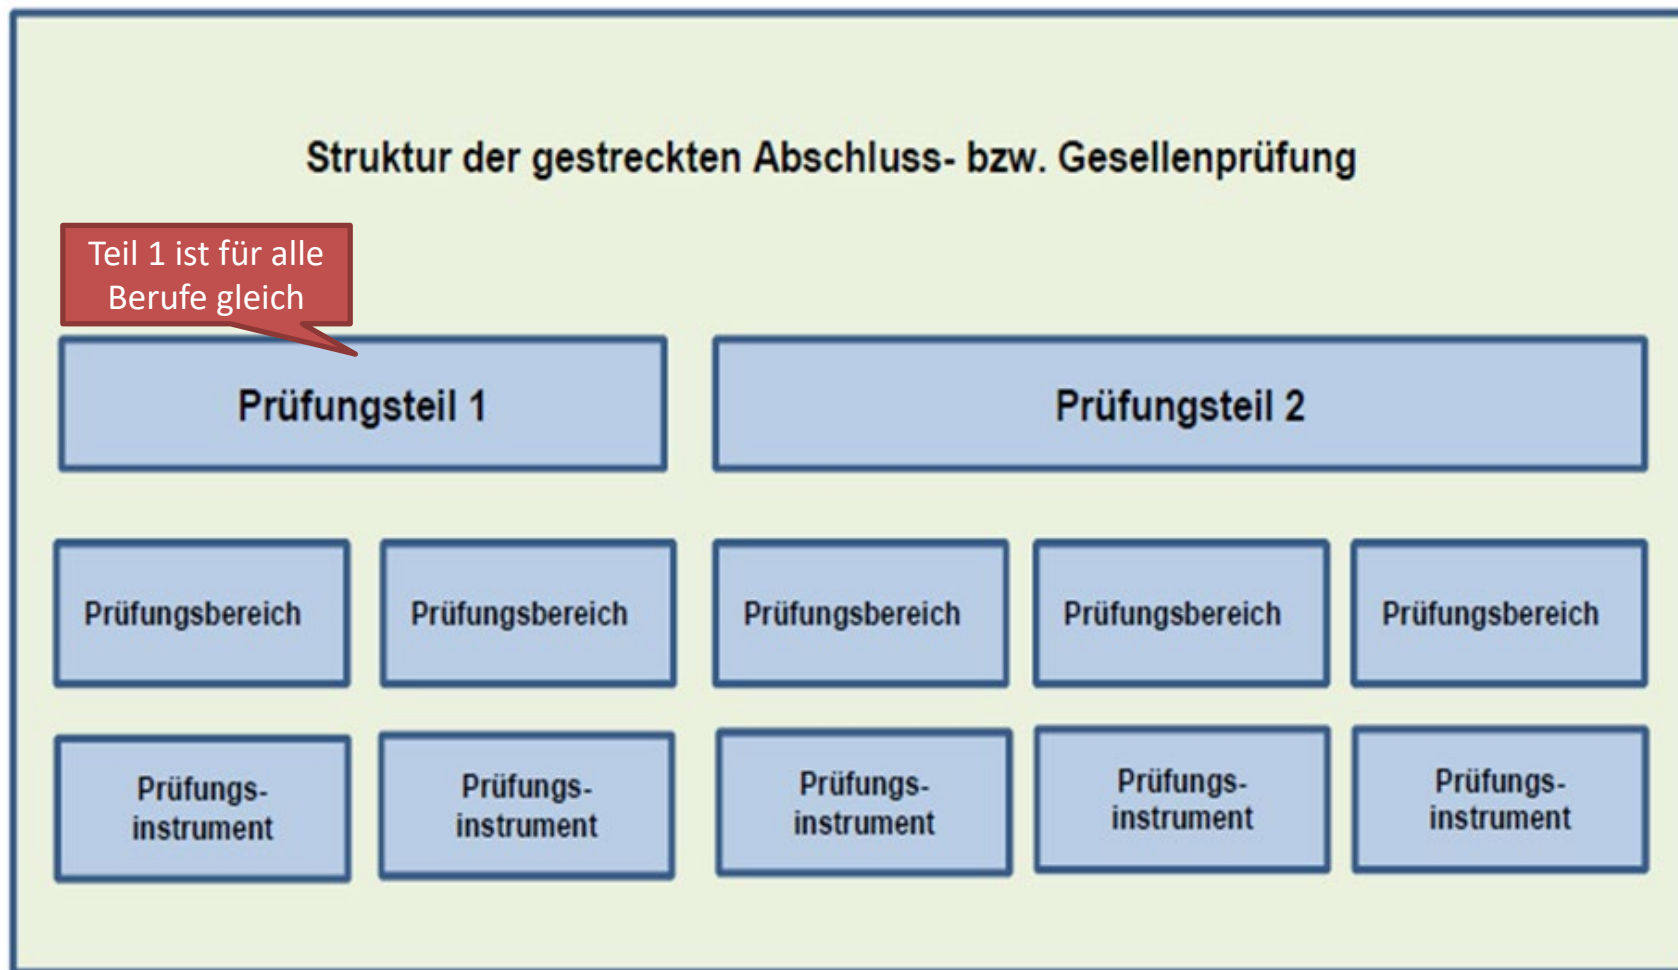 Struktur der gestreckten Abschluss- bzw. Gesellenprüfung
Teil 1 ist für alle
Berufe gleich
Prüfungsteil 1
Prüfungsteil 2
Prüfungsbereich
Prüfungsbereich
Prüfungsbereich
Prüfungsbereich
Prüfungsbereich
Prüfungs-
instrument
Prüfungs-
instrument
Prüfungs-
instrument
Prüfungs-
instrument
Prüfungs-
instrument